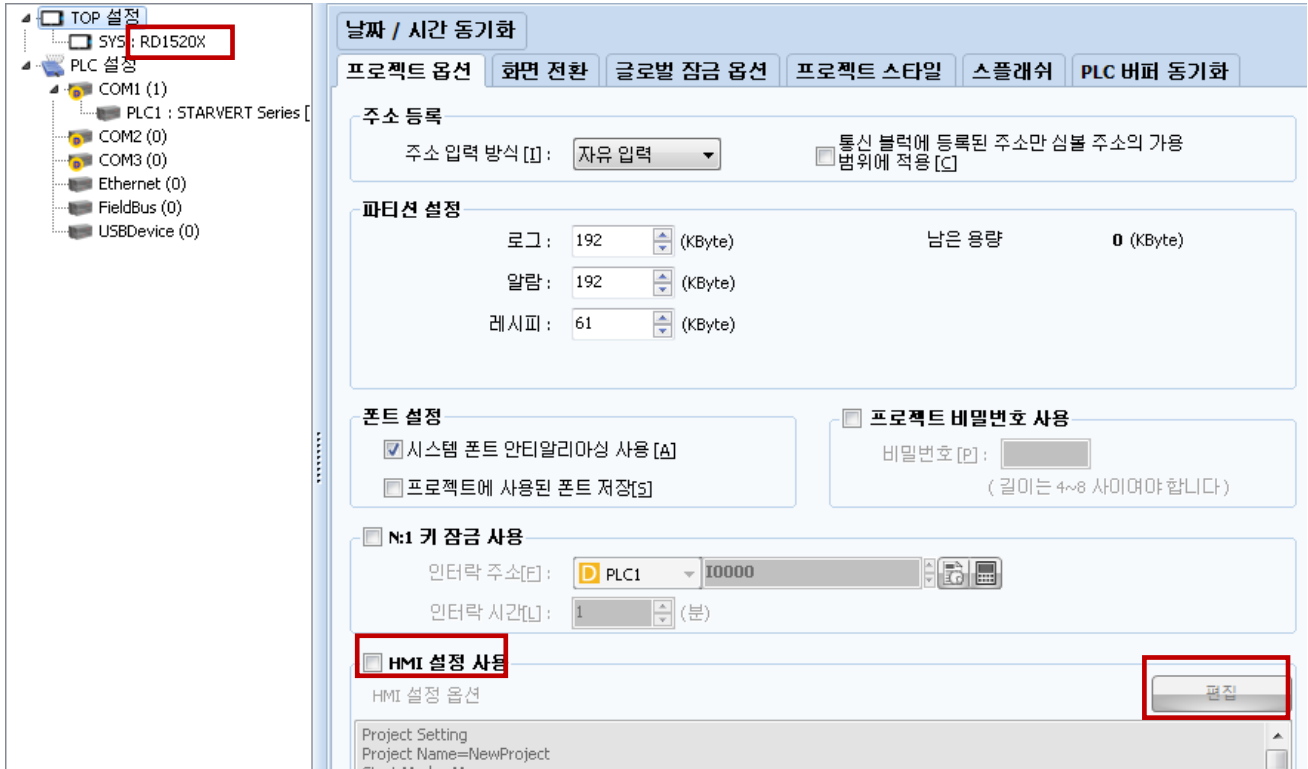 TOP 설정
SYS : RD1520X
PLC 설정
COM1 (1)
PLC1 : STARVERT Series [
COM2 (0)
COM3 (0)
Ethernet (0)
FieldBus (0)
USBDevice (0)
날짜 / 시간 동기화
프로젝트 옵션 화면 전환 글로벌 잠금 옵션 프로젝트 스타일 스플래쉬 PLC 버퍼 동기화
주소 등록
주소 입력 방식[I] : 자유 입력
통신 블럭에 등록된 주소만 심볼 주소의 가용
범위에 적용[C]
파티션 설정
로그 : 192 (KByte) 남은 용량 0 (KByte)
알람 : 192 (KByte)
레시피 : 61 (KByte)
폰트 설정
시스템 폰트 안티알리아싱 사용[A]
프로젝트에 사용된 폰트 저장[S]
프로젝트 비밀번호 사용
비밀번호[P] :
( 길이는 4~8 사이여야 합니다 )
N:1 키 잠금 사용
인터락 주소[F] : D PLC1 I0000
인터락 시간[L] : 1 (분)
HMI 설정 사용
HMI 설정 옵션 편집
Project Setting
Project Name=NewProject